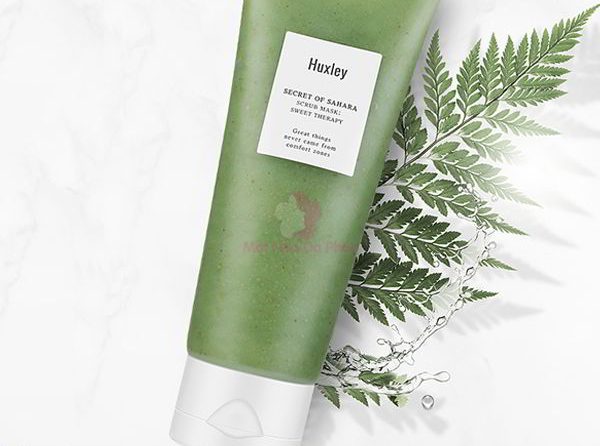 Huxley
SECRET OF SAHARA
SCRUB MASK;
SWEET THERAPY
Great things
never came from
comfort zones